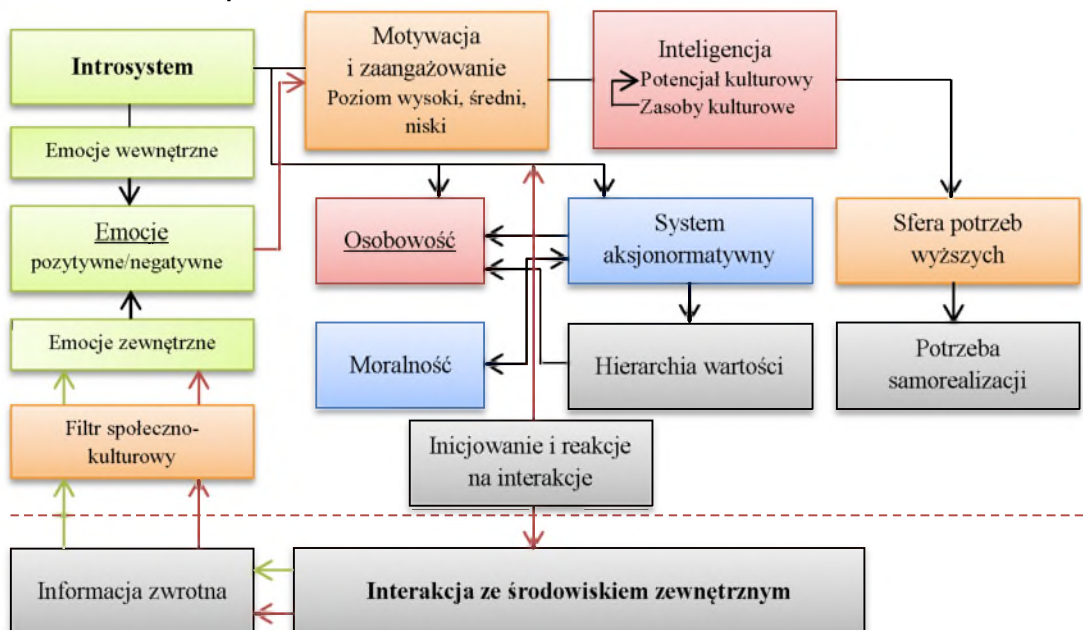 Introsystem
Motywacja
i zaangażowanie
Poziom wysoki, średni,
niski
Inteligencja
Potencjał kulturowy
Zasoby kulturowe
Emocje wewnętrzne
Emocje
pozytywne/negatywne
Osobowość
System
aksjonormatywny
Sfera potrzeb
wyższych
Emocje zewnętrzne
Moralność
Hierarchia wartości
Potrzeba
samorealizacji
Filtr społeczno-
kulturowy
Inicjowanie i reakcje
na interakcje
Informacja zwrotna
Interakcja ze środowiskiem zewnętrznym